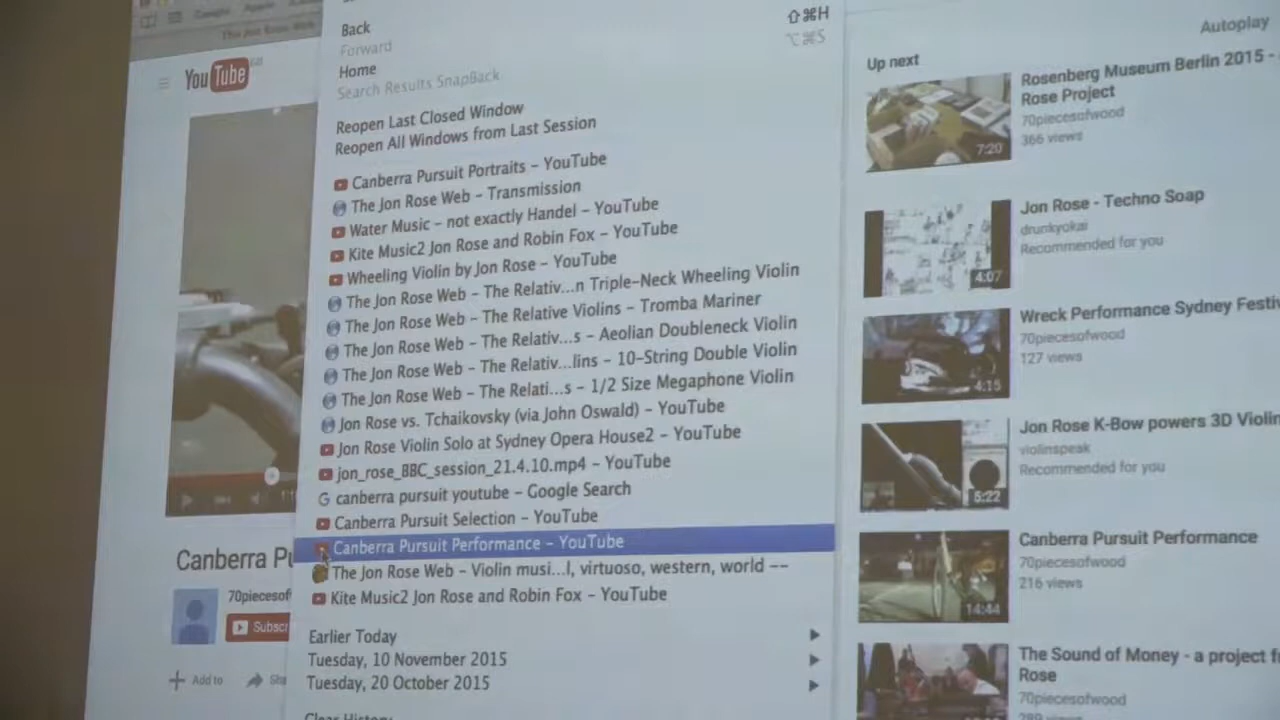 YouTube
Back
⇧⌘H
Forward
⌥⌘S
Home
Search Results SnapBack
Reopen Last Closed Window
Reopen All Windows from Last Session
Canberra Pursuit Portraits – YouTube
The Jon Rose Web – Transmission
Water Music – not exactly Handel – YouTube
Kite Music2 Jon Rose and Robin Fox – YouTube
Wheeling Violin by Jon Rose – YouTube
The Jon Rose Web – The Relativ...n Triple-Neck Wheeling Violin
The Jon Rose Web – The Relative Violins – Tromba Mariner
The Jon Rose Web – The Relativ...s – Aeolian Doubleneck Violin
The Jon Rose Web – The Relativ...lins – 10-String Double Violin
The Jon Rose Web – The Relati...s – 1/2 Size Megaphone Violin
Jon Rose vs. Tchaikovsky (via John Oswald) – YouTube
Jon Rose Violin Solo at Sydney Opera House2 – YouTube
jon_rose_BBC_session_21.4.10.mp4 – YouTube
canberra pursuit youtube – Google Search
Canberra Pursuit Selection – YouTube
Canberra Pursuit Performance – YouTube
The Jon Rose Web – Violin musi...l, virtuoso, western, world --
Kite Music2 Jon Rose and Robin Fox – YouTube
Earlier Today
Tuesday, 10 November 2015
Tuesday, 20 October 2015
Clear History
Canberra Pu
70piecesof
Subscr
Add to
Sha
Autoplay
Up next
Rosenberg Museum Berlin 2015 -
Rose Project
70piecesofwood
366 views
7:20
Jon Rose - Techno Soap
drunkyokai
Recommended for you
4:07
Wreck Performance Sydney Festi
70piecesofwood
127 views
4:15
Jon Rose K-Bow powers 3D Violin
violinspeak
Recommended for you
5:22
Canberra Pursuit Performance
70piecesofwood
216 views
14:44
The Sound of Money - a project f
Rose
70piecesofwood
289 views